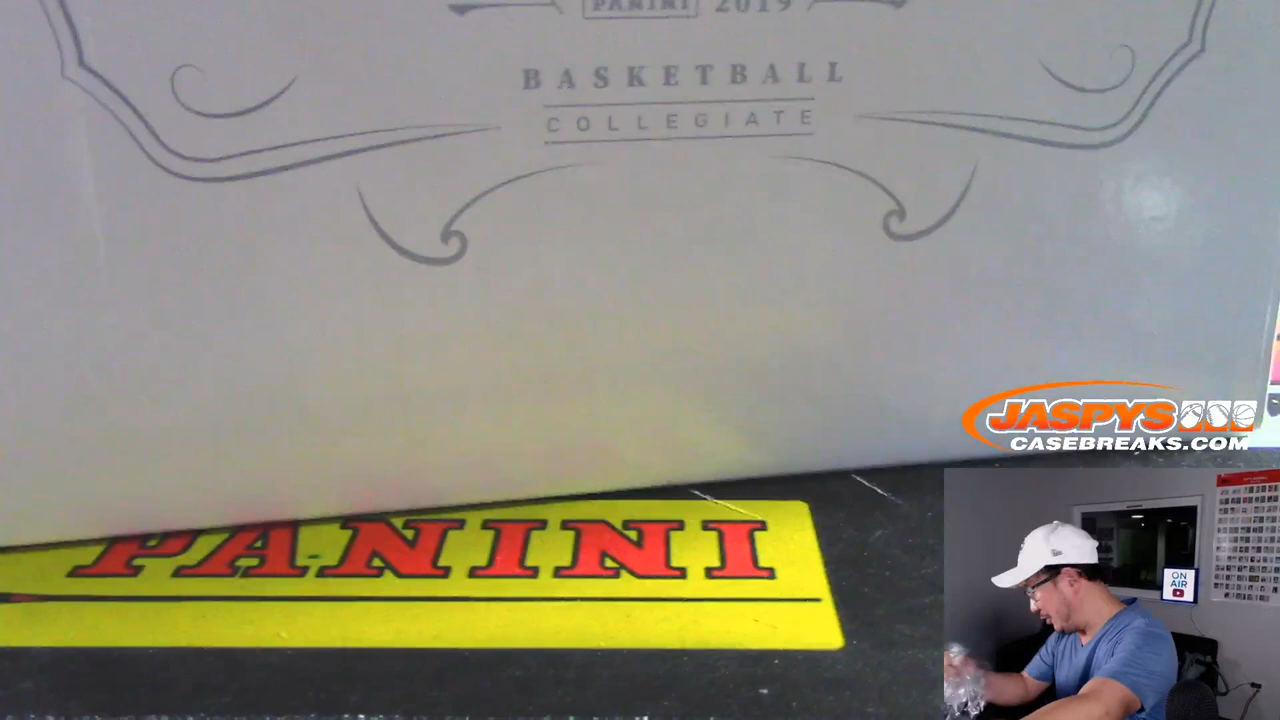 PANINI 2019
BASKETBALL
COLLEGIATE
JASPYS
CASEBREAKS.COM
PANINI
ON
AIR